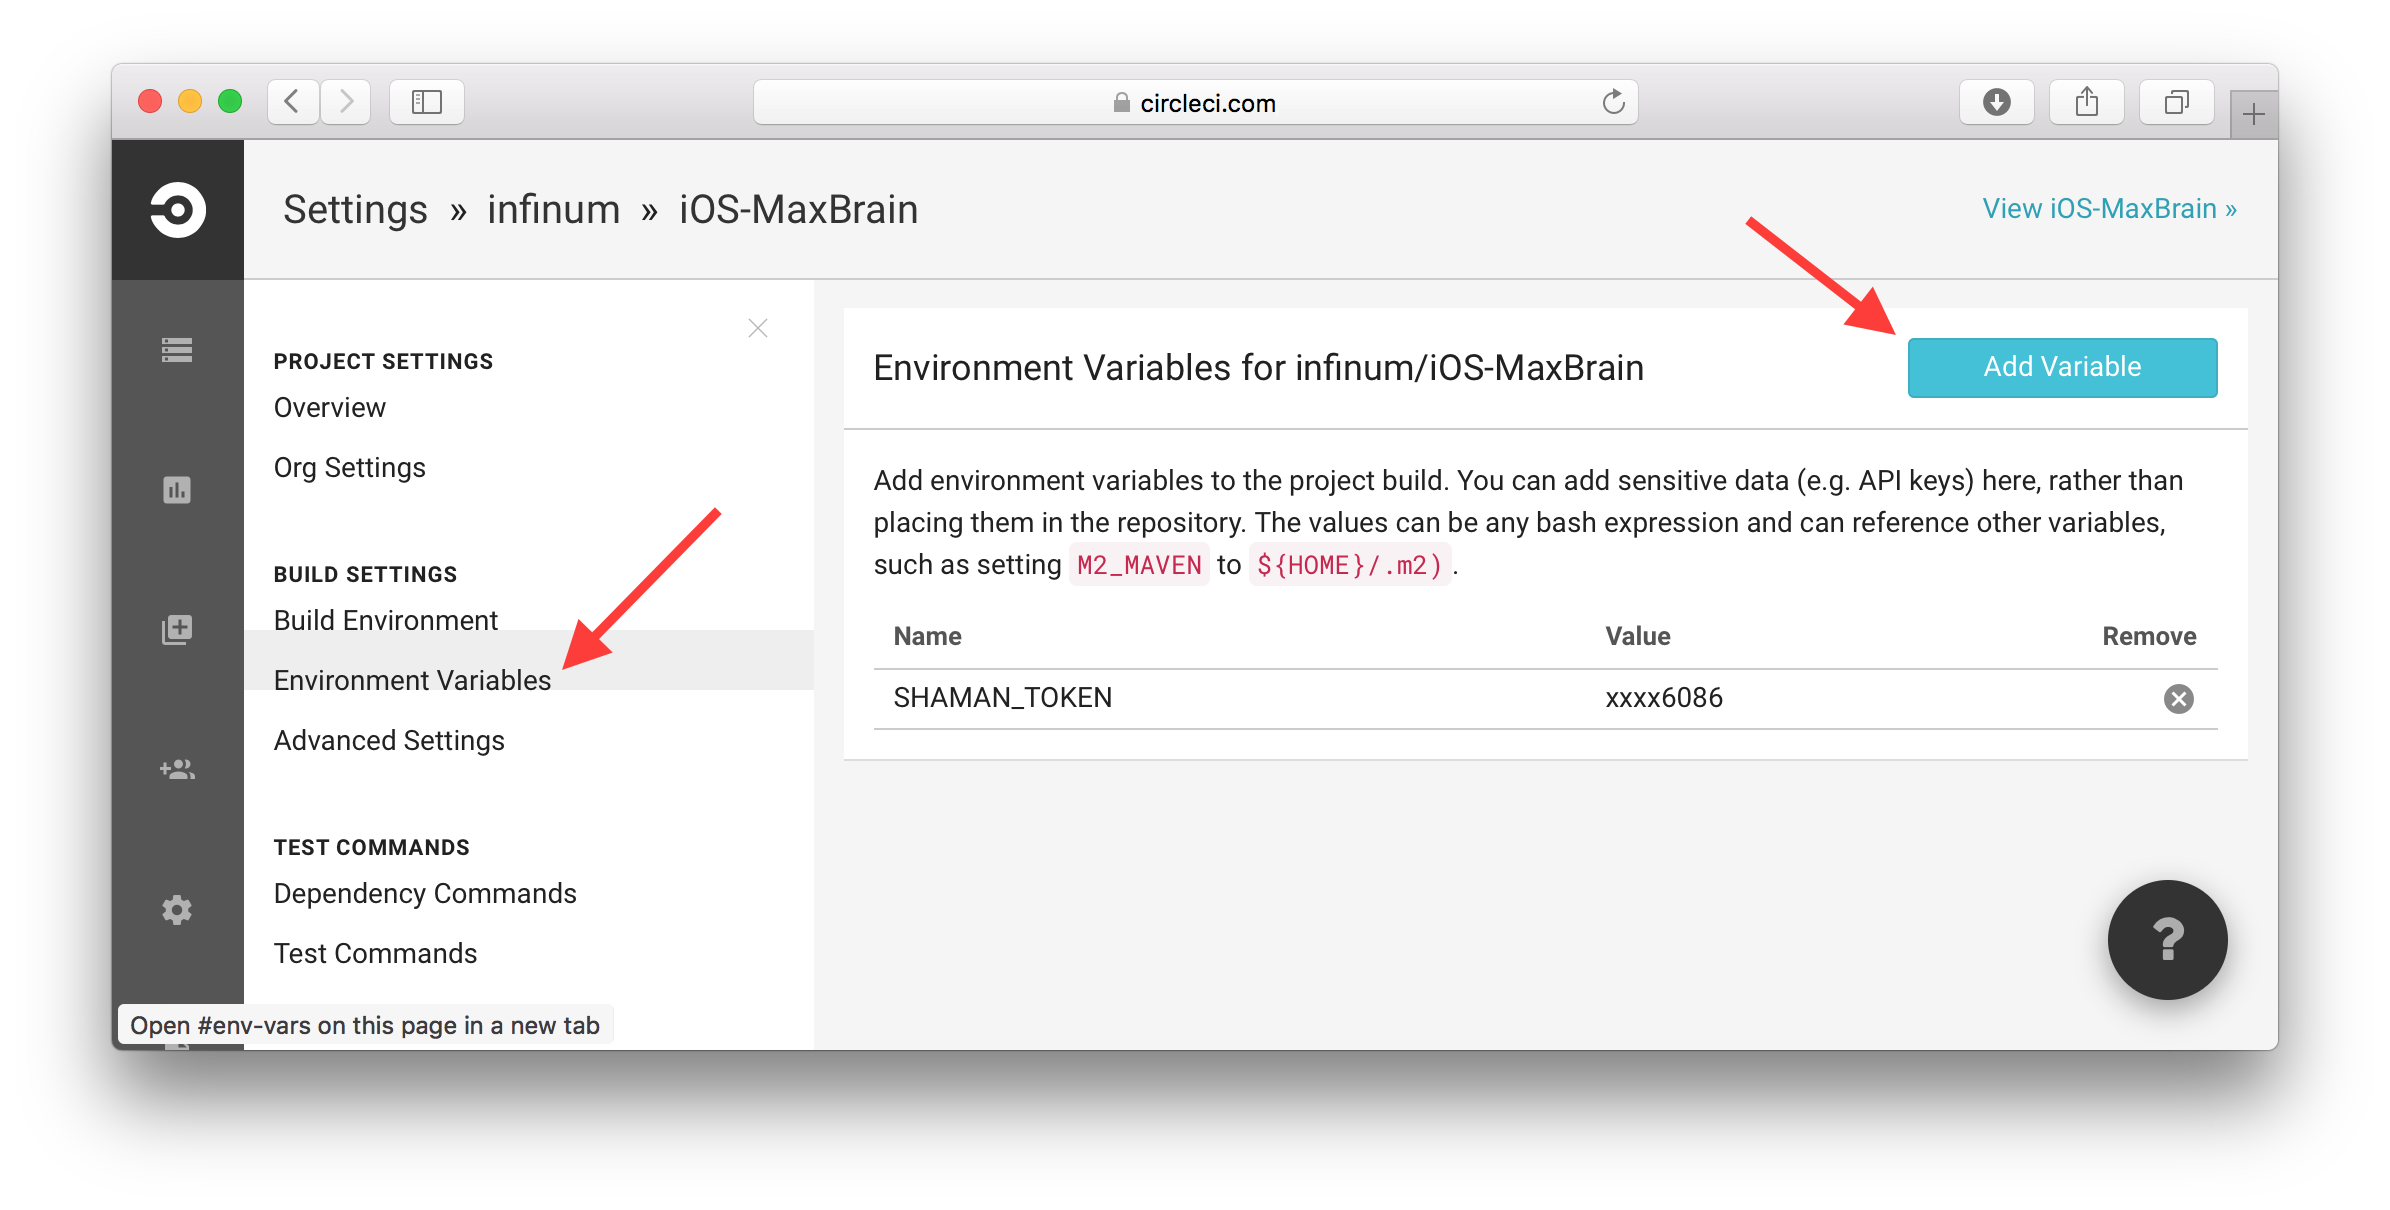 circleci.com
Settings » infinum » iOS-MaxBrain
View iOS-MaxBrain »
PROJECT SETTINGS
Overview
Org Settings
BUILD SETTINGS
Build Environment
Environment Variables
Advanced Settings
TEST COMMANDS
Dependency Commands
Test Commands
Open #env-vars on this page in a new tab
Environment Variables for infinum/iOS-MaxBrain
Add Variable
Add environment variables to the project build. You can add sensitive data (e.g. API keys) here, rather than
placing them in the repository. The values can be any bash expression and can reference other variables,
such as setting M2_MAVEN to ${HOME}/.m2) .
Name Value Remove
SHAMAN_TOKEN xxxx6086
?